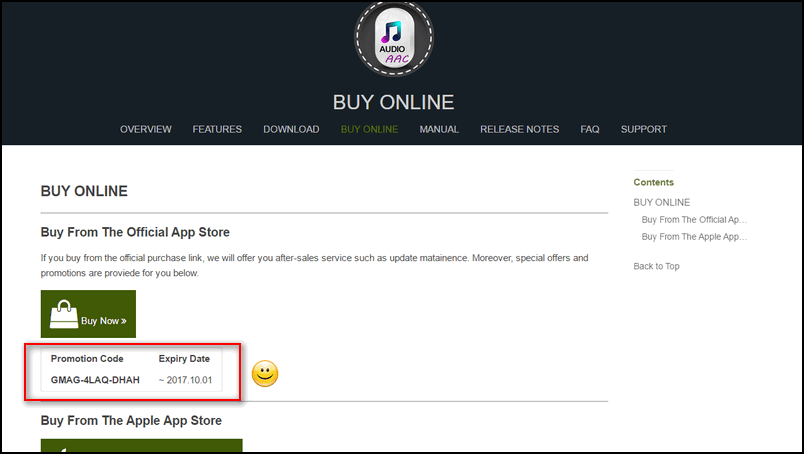 AUDIO
AAC
BUY ONLINE
OVERVIEW FEATURES DOWNLOAD BUY ONLINE MANUAL RELEASE NOTES FAQ SUPPORT
BUY ONLINE
Buy From The Official App Store
If you buy from the official purchase link, we will offer you after-sales service such as update matainence. Moreover, special offers and
promotions are proviede for you below.
Buy Now »
Promotion Code Expiry Date
GMAG-4LAQ-DHAH ~ 2017.10.01
Buy From The Apple App Store
Contents
BUY ONLINE
Buy From The Official Ap...
Buy From The Apple App...
Back to Top